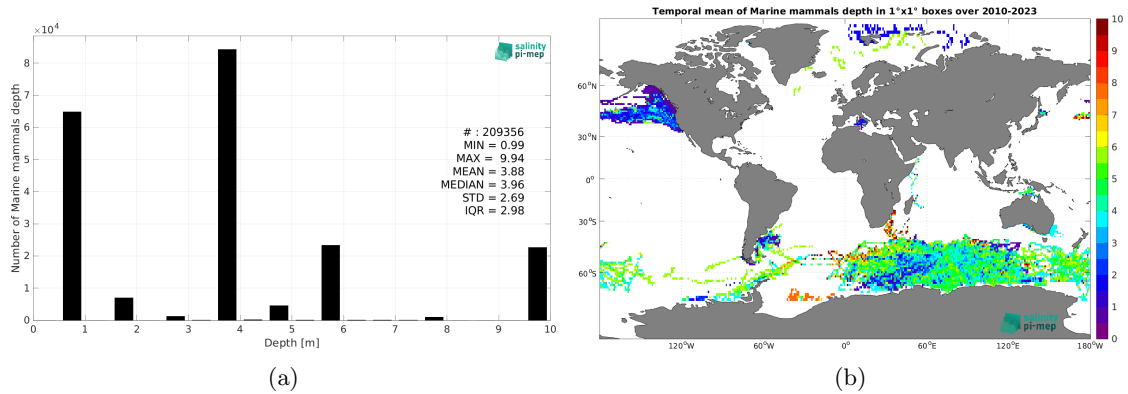 Temporal mean of Marine mammals depth in 1°x1° boxes over 2010-2023
×10⁴
salinity
pi-mep
Number of Marine mammals depth
8
7
6
5
4
3
2
1
0
# : 209356
MIN = 0.99
MAX = 9.94
MEAN = 3.88
MEDIAN = 3.96
STD = 2.69
IQR = 2.98
0 1 2 3 4 5 6 7 8 9 10
Depth [m]
60°N
30°N
0°
30°S
60°S
120°W 60°W 0° 60°E 120°E 180°W
salinity
pi-mep
10
9
8
7
6
5
4
3
2
1
0
(a)
(b)